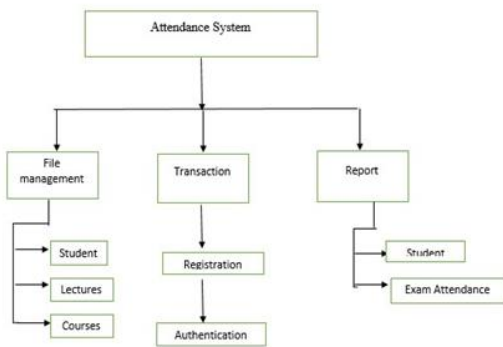 Attendance System
File
management
Transaction
Report
Student
Lectures
Courses
Registration
Authentication
Student
Exam Attendance